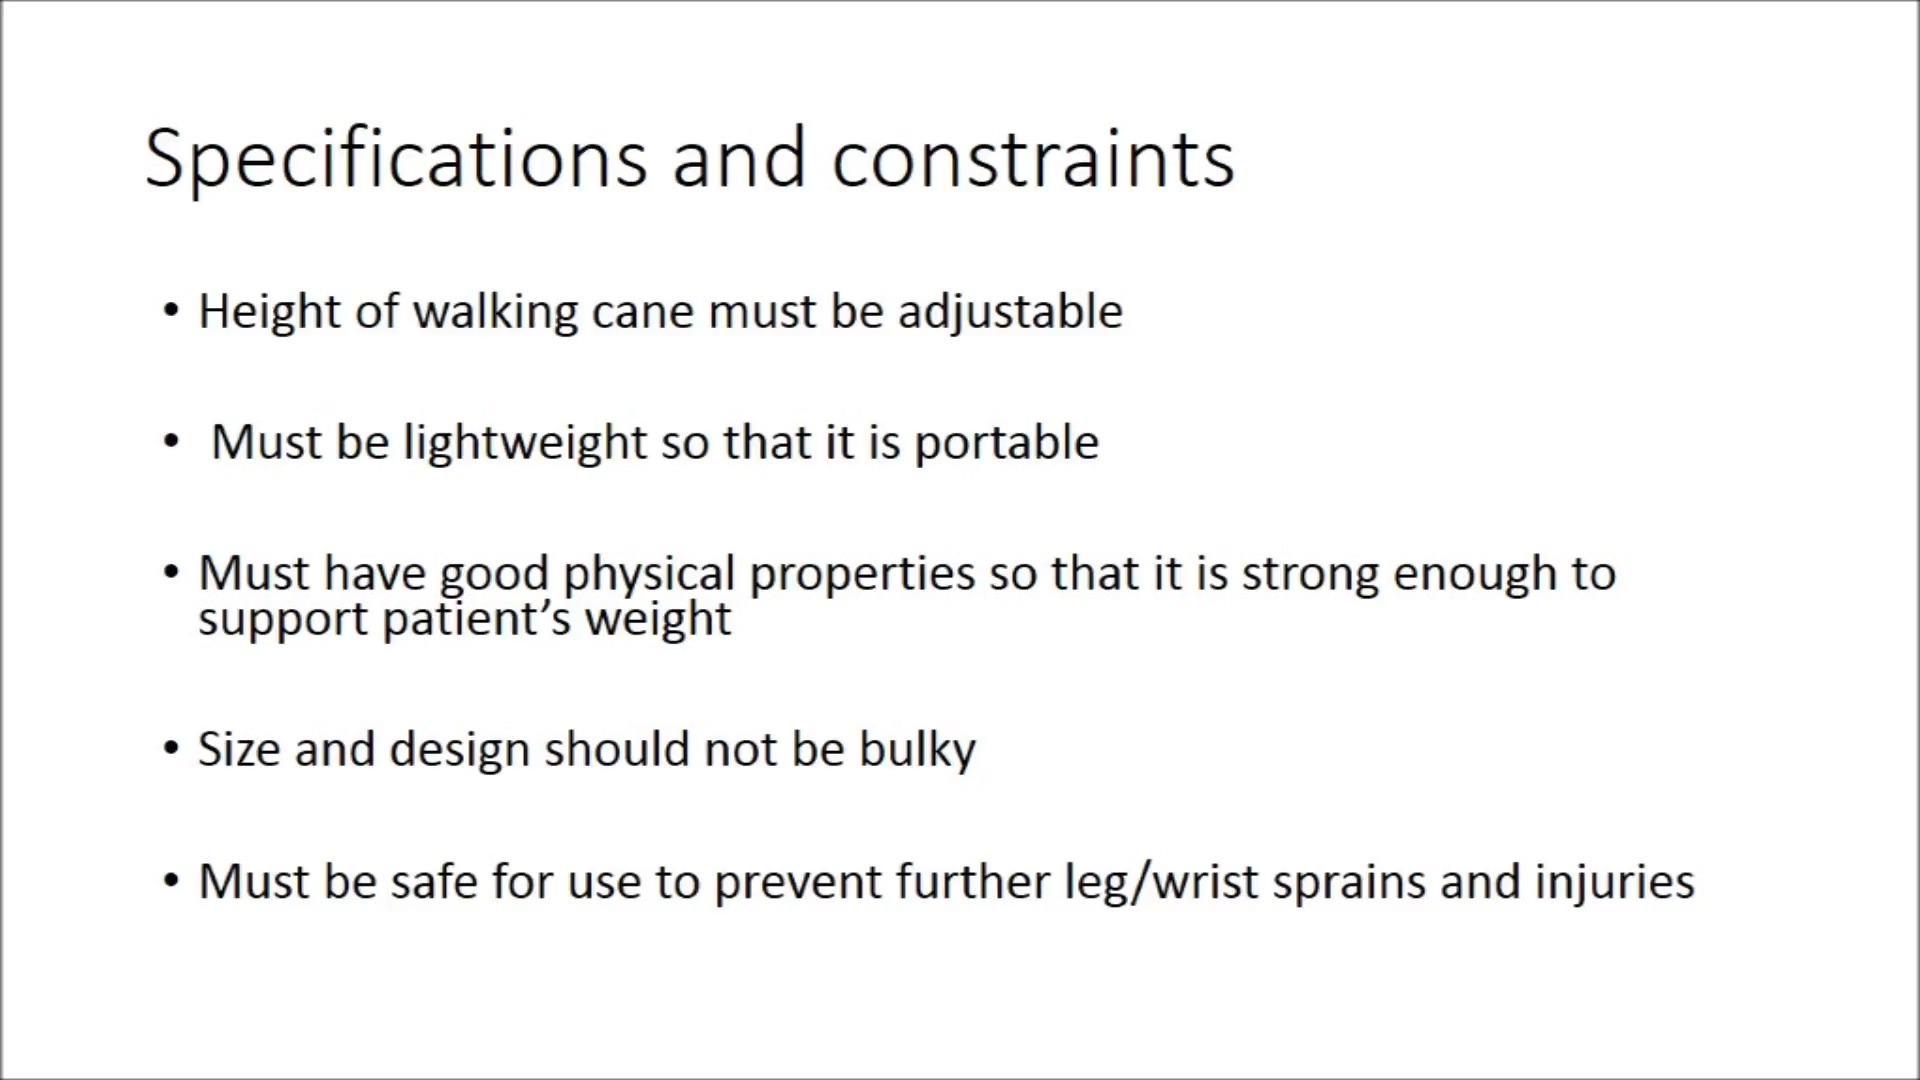 Specifications and constraints
• Height of walking cane must be adjustable
• Must be lightweight so that it is portable
• Must have good physical properties so that it is strong enough to
support patient’s weight
• Size and design should not be bulky
• Must be safe for use to prevent further leg/wrist sprains and injuries